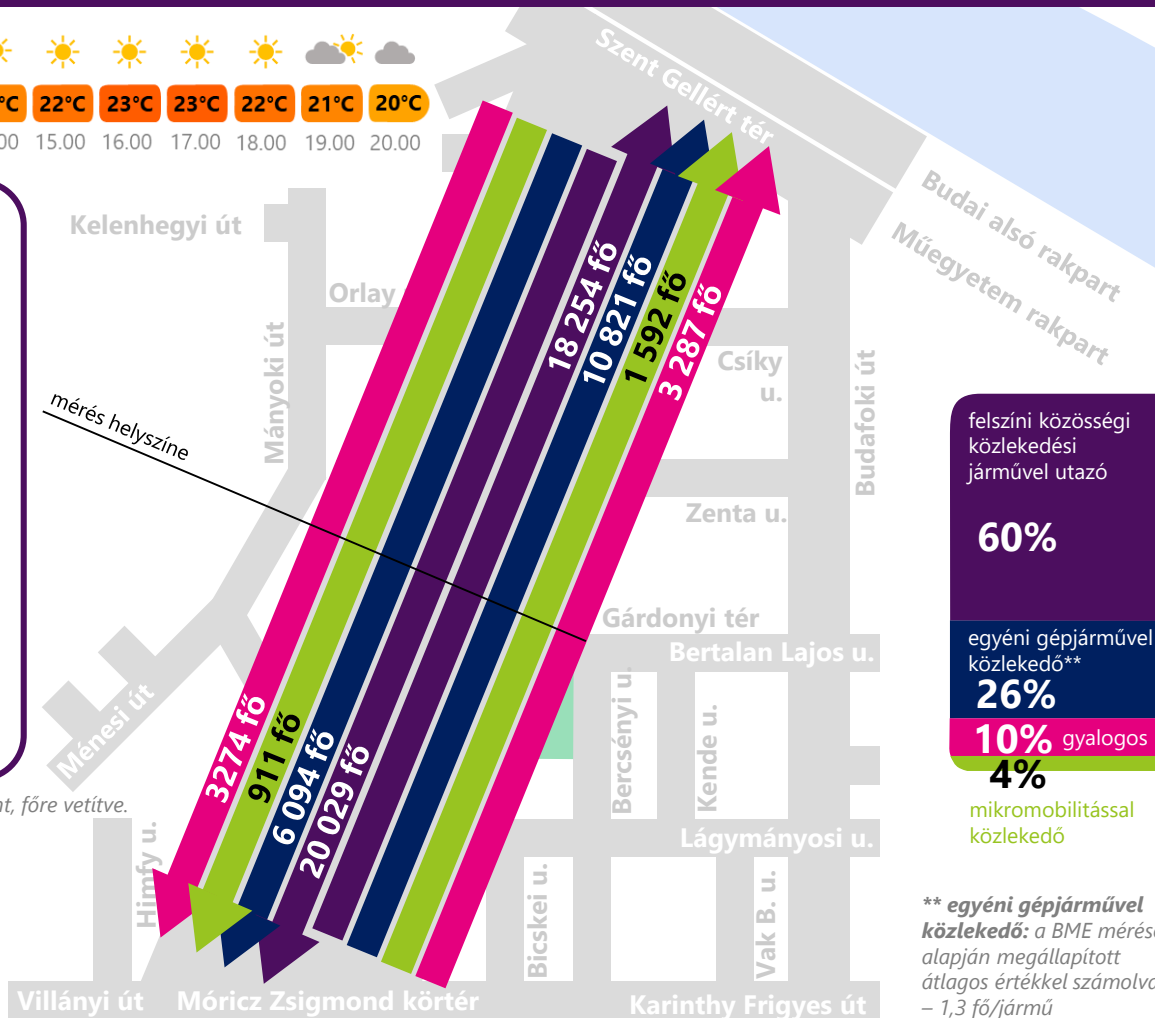 22°C 23°C 23°C 22°C 21°C 20°C
15.00 16.00 17.00 18.00 19.00 20.00
Szent Gellért tér
Budai alsó rakpart
Műegyetem rakpart
Kelenhegyi út
Orlay
Mányoki út
Csíky
u.
Budafoki út
mérés helyszíne
Zenta u.
Gárdonyi tér
Bertalan Lajos u.
Ménesi út
Bercsényi u.
Kende u.
Lágymányosi u.
Himfy u.
Bicskei u.
Vak B. u.
Villányi út
Móricz Zsigmond körtér
Karinthy Frigyes út
18 254 fő
10 821 fő
1 592 fő
3 287 fő
3274 fő
911 fő
6 094 fő
20 029 fő
főre vetítve.
felszíni közösségi
közlekedési
járművel utazó
60%
egyéni gépjárművel
közlekedő**
26%
10% gyalogos
4%
mikromobilitással
közlekedő
** egyéni gépjárművel
közlekedő: a BME
alapján megállapított
átlagos értékkel
– 1,3 fő/jármű